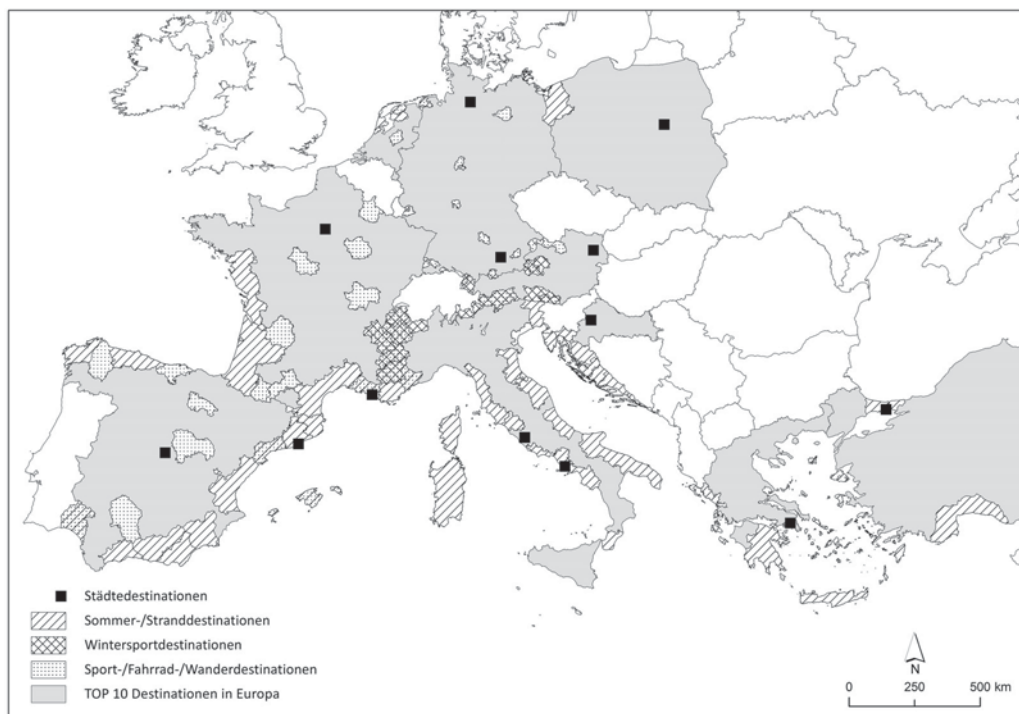 Städtedestinationen
Sommer-/Stranddestinationen
Wintersportdestinationen
Sport-/Fahrrad-/Wanderdestinationen
TOP 10 Destinationen in Europa
N
0 250 500 km